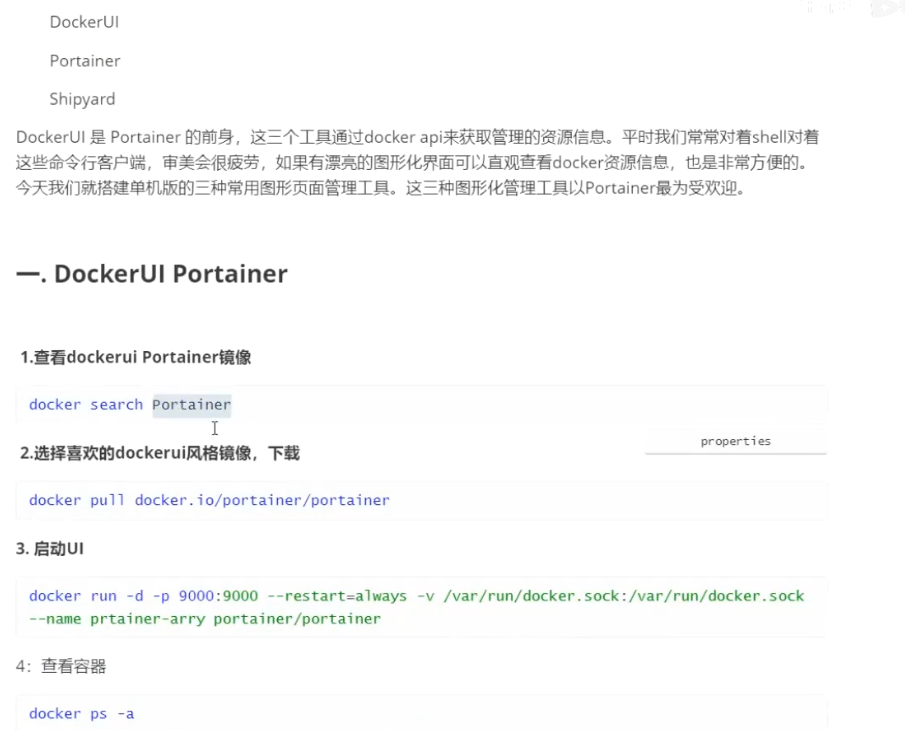 DockerUI
Portainer
Shipyard
DockerUI 是 Portainer 的前身，这三个工具通过docker api来获取管理的资源信息。平时我们常常对着shell对着
这些命令行客户端，审美会很疲劳，如果有漂亮的图形化界面可以直观查看docker资源信息，也是非常方便的。
今天我们就搭建单机版的三种常用图形页面管理工具。这三种图形化管理工具以Portainer最为受欢迎。
一. DockerUI Portainer
1.查看dockerui Portainer镜像
docker search Portainer
properties
2.选择喜欢的dockerui风格镜像，下载
docker pull docker.io/portainer/portainer
3. 启动UI
docker run -d -p 9000:9000 --restart=always -v /var/run/docker.sock:/var/run/docker.sock
--name prtainer-arry portainer/portainer
4：查看容器
docker ps -a